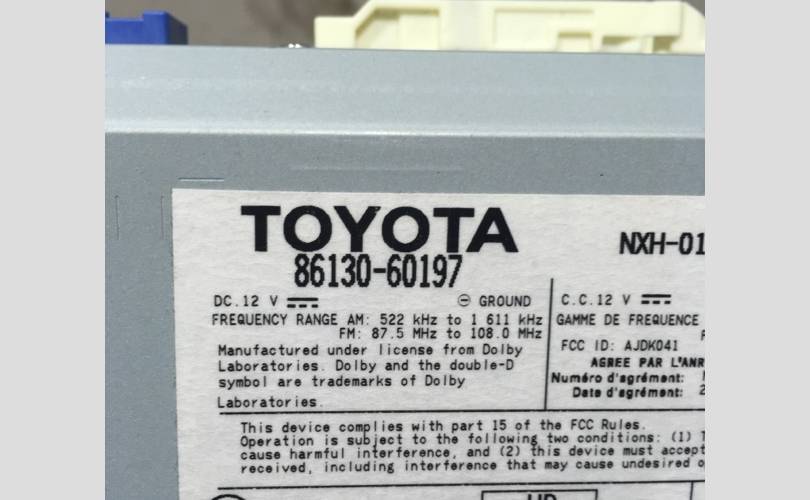 TOYOTA
86130-60197
NXH-01
DC.12 V
⊖ GROUND
FREQUENCY RANGE AM: 522 kHz to 1 611 kHz
FM: 87.5 MHz to 108.0 MHz
Manufactured under license from Dolby
Laboratories. Dolby and the double-D
symbol are trademarks of Dolby
Laboratories.
C.C.12 V
GAMME DE FREQUENCE
FCC ID: AJDK041
AGREE PAR L'ANR
Numéro d'agrément:
Date d'agrément: 2
This device complies with part 15 of the FCC Rules.
Operation is subject to the following two conditions: (1)
cause harmful interference, and (2) this device must accept
received, including interference that may cause undesired